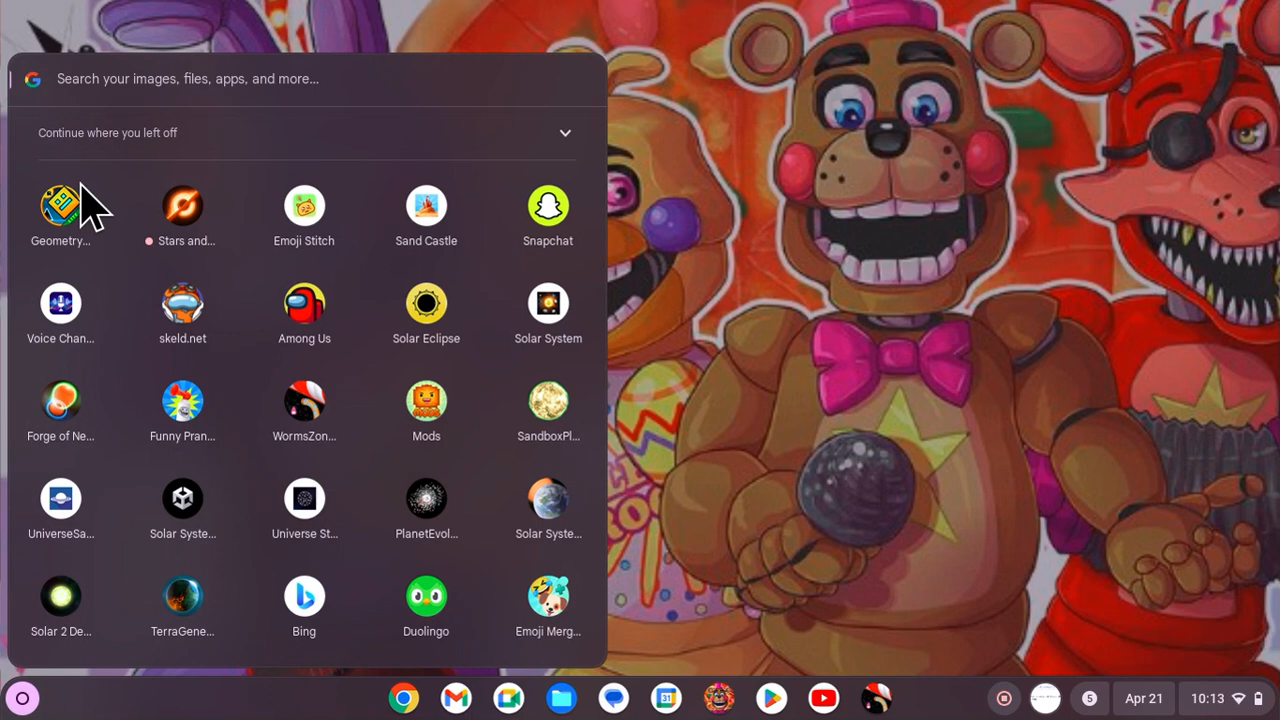 Search your images, files, apps, and more...
Continue where you left off
Geometry...
Stars and...
Emoji Stitch
Sand Castle
Snapchat
Voice Chan...
skeld.net
Among Us
Solar Eclipse
Solar System
Forge of Ne...
Funny Pran...
WormsZon...
Mods
SandboxPl...
UniverseSa...
Solar Syste...
Universe St...
PlanetEvol...
Solar Syste...
Solar 2 De...
TerraGene...
Bing
Duolingo
Emoji Merg...
31
5
Apr 21
10:13